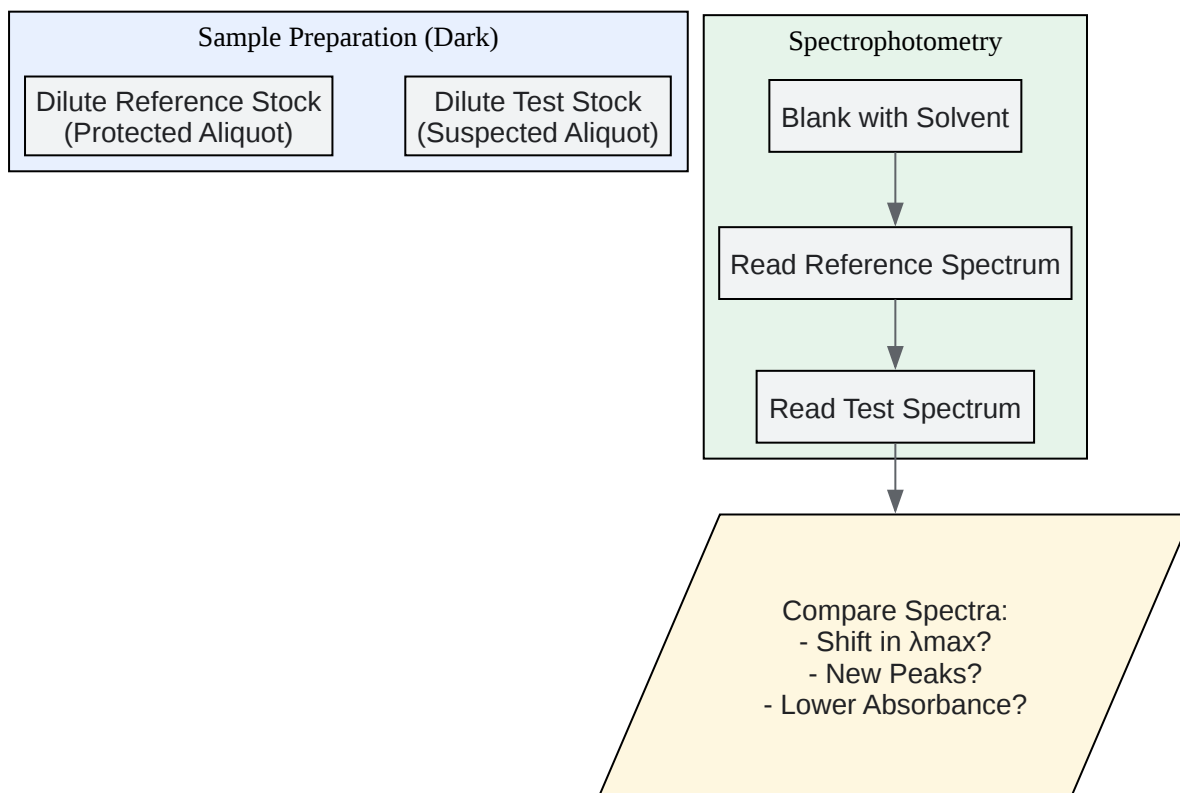 Sample Preparation (Dark)
Dilute Reference Stock
(Protected Aliquot)
Dilute Test Stock
(Suspected Aliquot)
Spectrophotometry
Blank with Solvent
Read Reference Spectrum
Read Test Spectrum
Compare Spectra:
- Shift in λmax?
- New Peaks?
- Lower Absorbance?